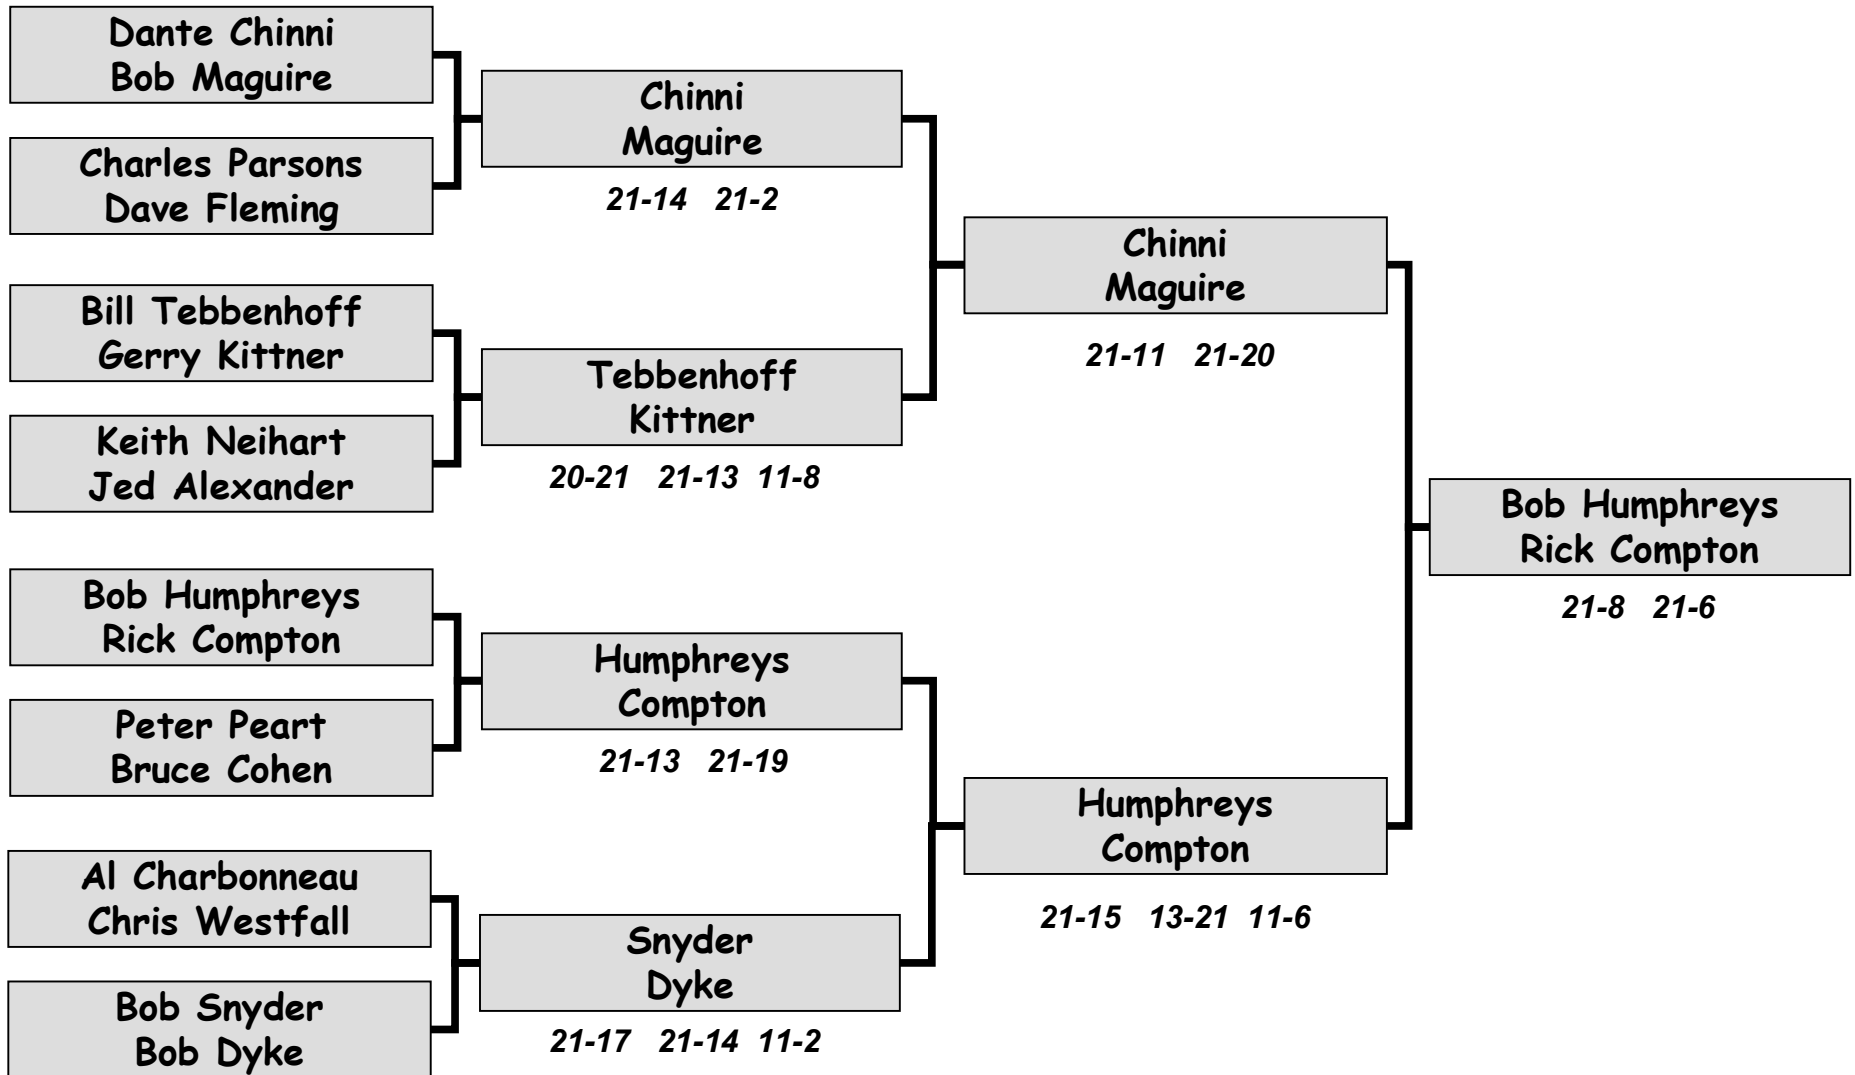 Dante Chinni
Bob Maguire
Charles Parsons
Dave Fleming
Bill Tebbenhoff
Gerry Kittner
Keith Neihart
Jed Alexander
Bob Humphreys
Rick Compton
Peter Peart
Bruce Cohen
Al Charbonneau
Chris Westfall
Bob Snyder
Bob Dyke
Chinni
Maguire
21-14 21-2
Tebbenhoff
Kittner
20-21 21-13 11-8
Humphreys
Compton
21-13 21-19
Snyder
Dyke
21-17 21-14 11-2
Chinni
Maguire
21-11 21-20
Humphreys
Compton
21-15 13-21 11-6
Bob Humphreys
Rick Compton
21-8 21-6